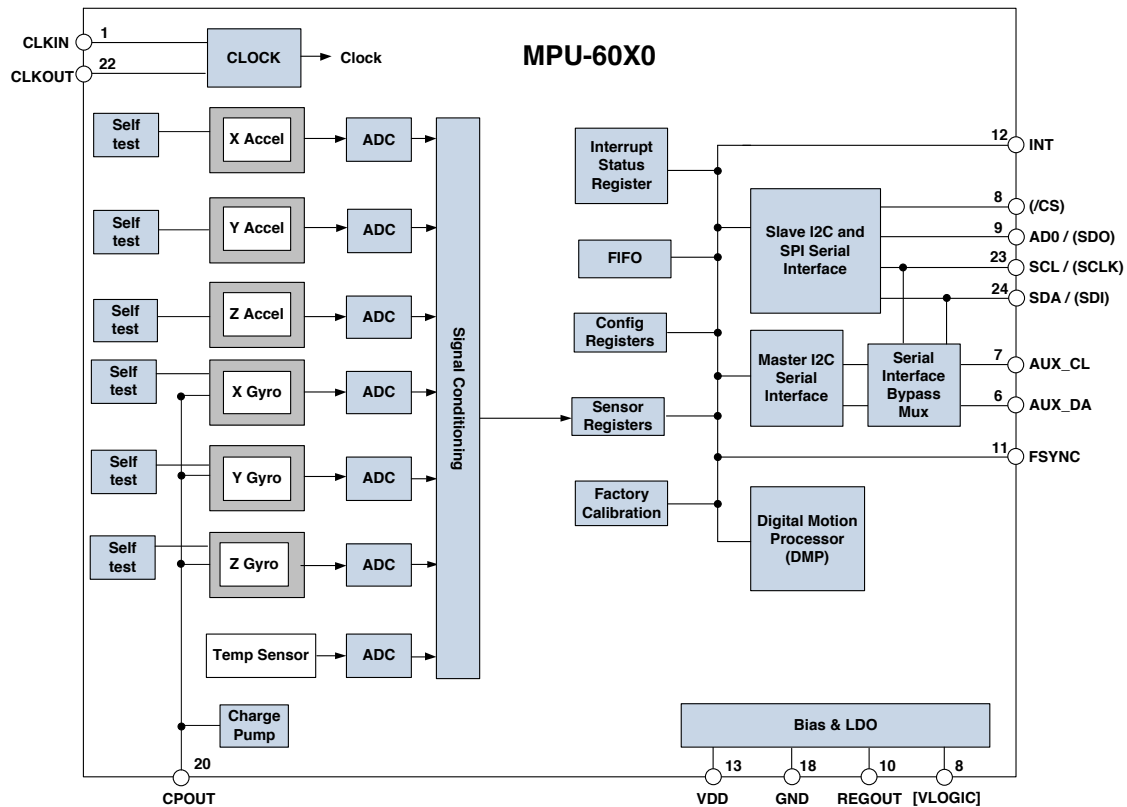 MPU-60X0
1
CLKIN
22
CLKOUT
CLOCK
Clock
Self
test
X Accel
ADC
Self
test
Y Accel
ADC
Self
test
Z Accel
ADC
Self
test
X Gyro
ADC
Self
test
Y Gyro
ADC
Self
test
Z Gyro
ADC
Temp Sensor
ADC
Signal Conditioning
Charge
Pump
20
CPOUT
Interrupt
Status
Register
FIFO
Config
Registers
Sensor
Registers
Factory
Calibration
Slave I2C and
SPI Serial
Interface
Master I2C
Serial
Interface
Serial
Interface
Bypass
Mux
Digital Motion
Processor
(DMP)
12
INT
8
(/CS)
9
AD0 / (SDO)
23
SCL / (SCLK)
24
SDA / (SDI)
7
AUX_CL
6
AUX_DA
11
FSYNC
Bias & LDO
13
VDD
18
GND
10
REGOUT
8
[VLOGIC]